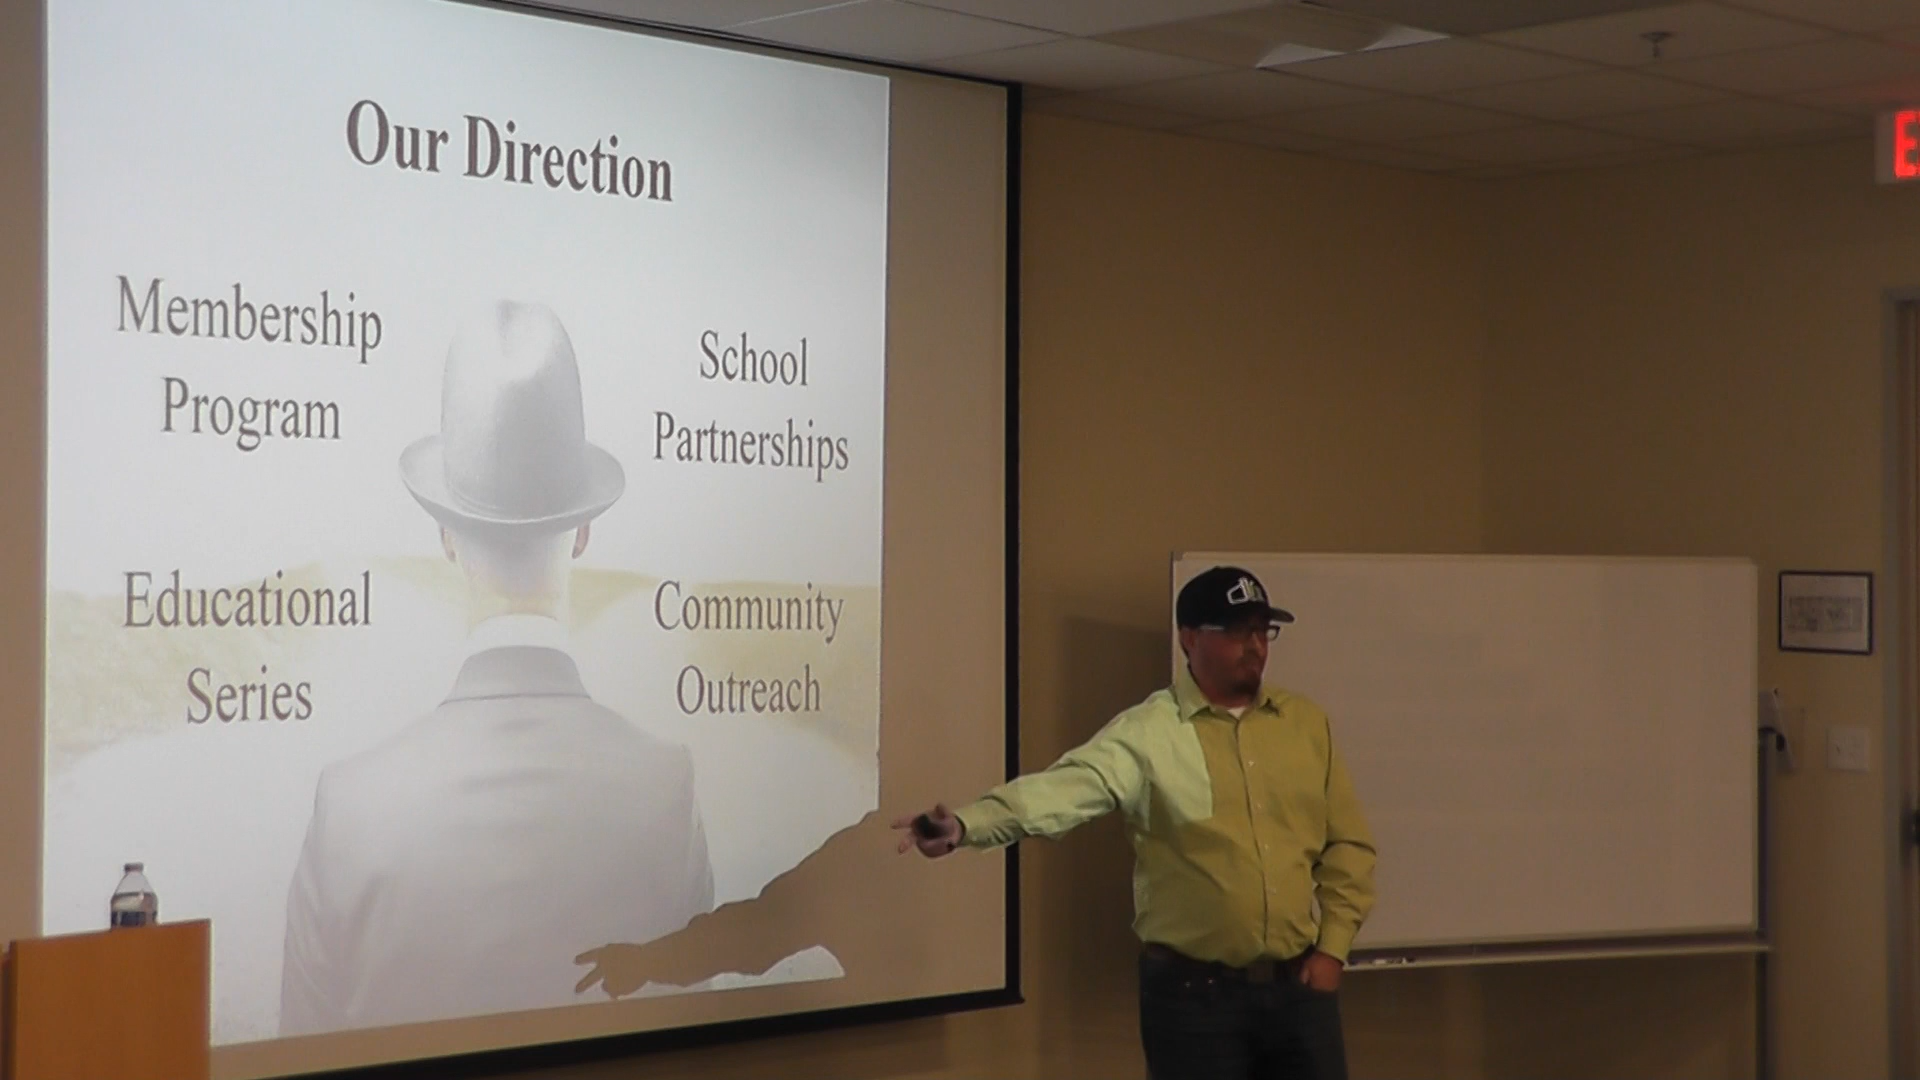 Our Direction
Membership
Program
School
Partnerships
Educational
Series
Community
Outreach